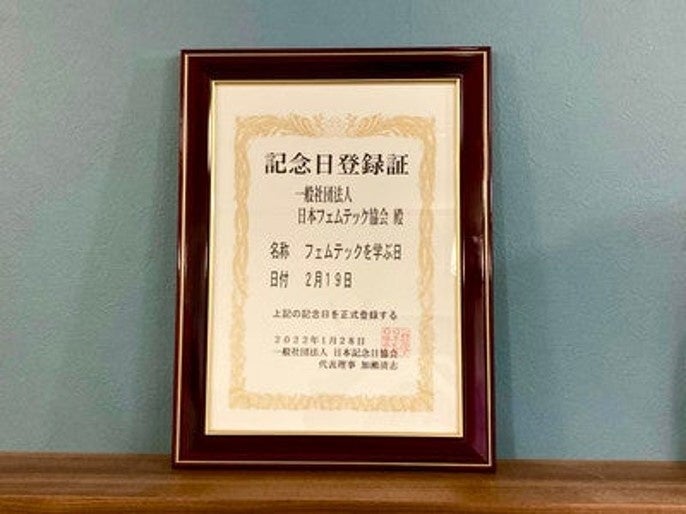 記念日登録証
一般社団法人
日本フェムテック協会 殿
名称 フェムテックを学ぶ日
日付 2月19日
上記の記念日を正式登録する
2022年1月28日
一般社団法人 日本記念日協会
代表理事 加瀬清志